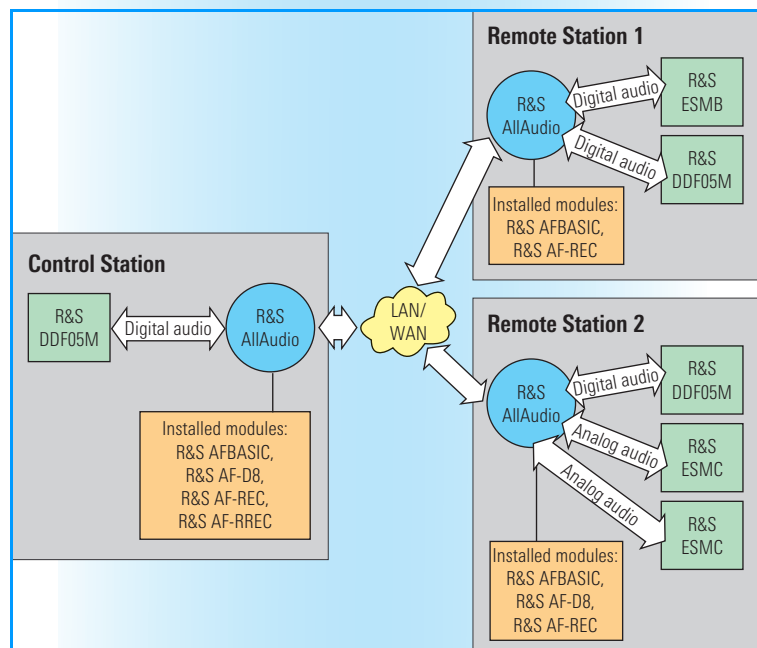 Remote Station 1
R&S
AllAudio
Digital audio
R&S
ESMB
Digital audio
R&S
DDF05M
Installed modules:
R&S AFBASIC,
R&S AF-REC
Control Station
R&S
DDF05M
Digital audio
R&S
AllAudio
LAN/
WAN
Installed modules:
R&S AFBASIC,
R&S AF-D8,
R&S AF-REC,
R&S AF-RREC
Remote Station 2
R&S
AllAudio
Digital audio
R&S
DDF05M
Analog audio
R&S
ESMC
Analog audio
R&S
ESMC
Installed modules:
R&S AFBASIC,
R&S AF-D8,
R&S AF-REC